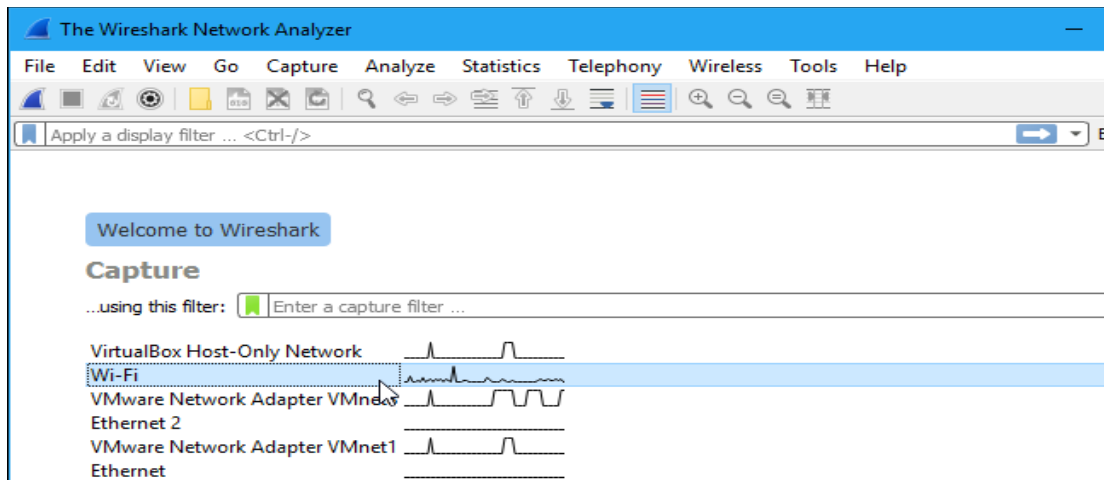 The Wireshark Network Analyzer
File Edit View Go Capture Analyze Statistics Telephony Wireless Tools Help
Apply a display filter ... <Ctrl-/>
Welcome to Wireshark
Capture
...using this filter: Enter a capture filter ...
VirtualBox Host-Only Network
Wi-Fi
VMware Network Adapter
Ethernet 2
VMware Network Adapter VMnet1
Ethernet